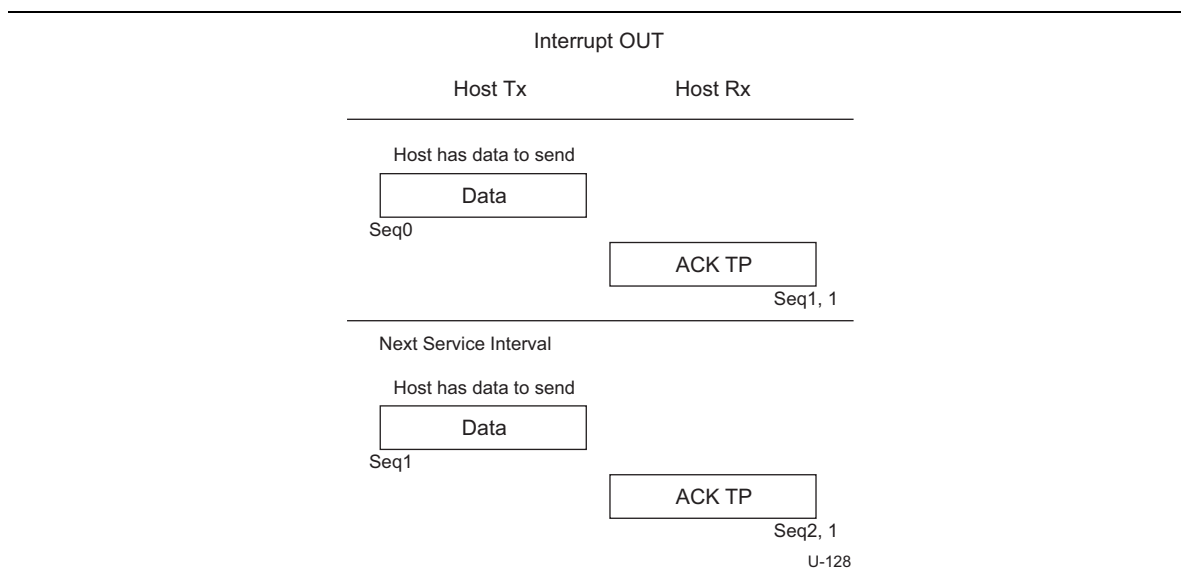 Interrupt OUT
Host Tx Host Rx
Host has data to send
Data
Seq0
ACK TP
Seq1, 1
Next Service Interval
Host has data to send
Data
Seq1
ACK TP
Seq2, 1
U-128